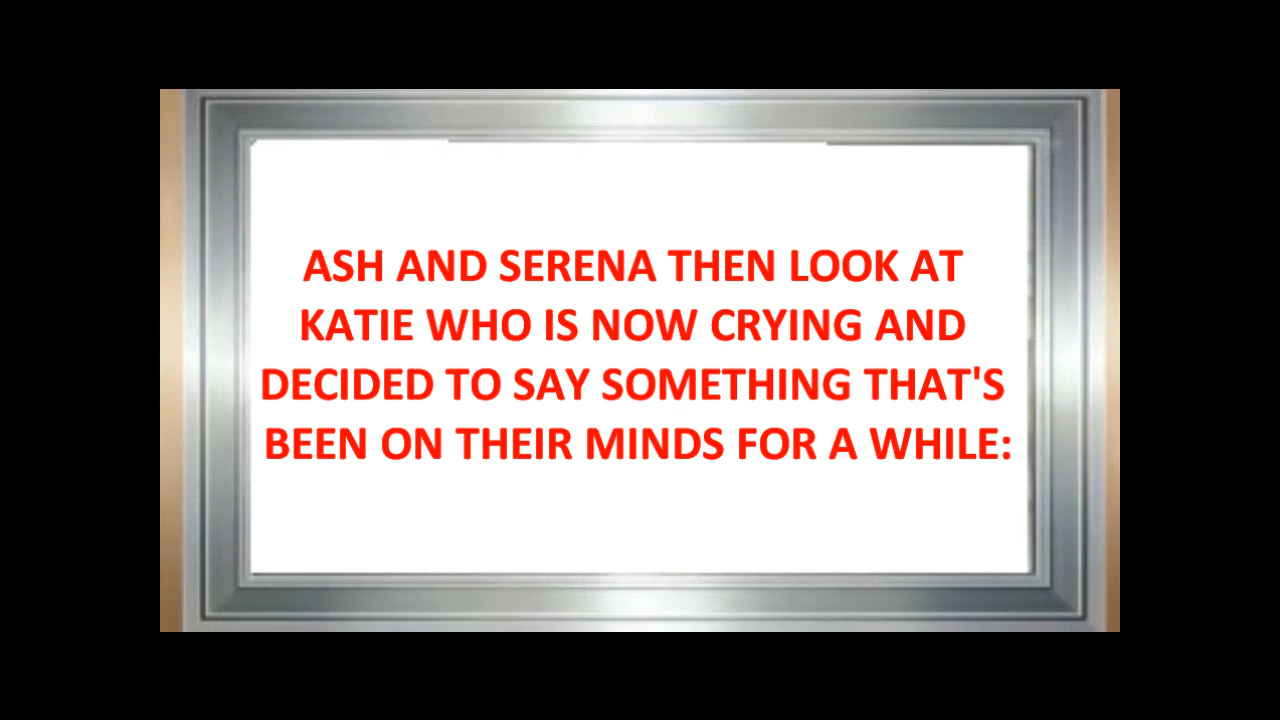 ASH AND SERENA THEN LOOK AT
KATIE WHO IS NOW CRYING AND
DECIDED TO SAY SOMETHING THAT'S
BEEN ON THEIR MINDS FOR A WHILE: